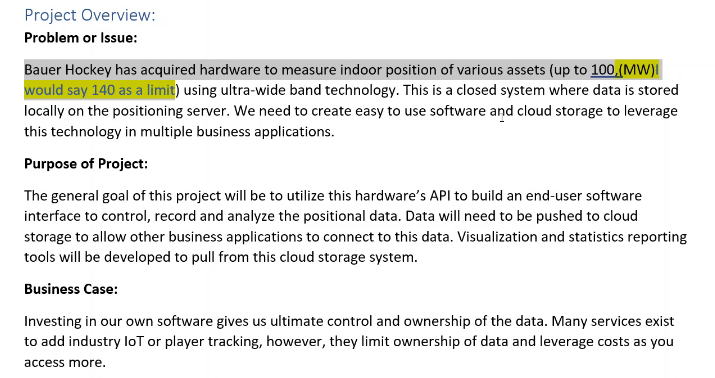 Project Overview:
Problem or Issue:
Bauer Hockey has acquired hardware to measure indoor position of various assets (up to 100,(MW)I
would say 140 as a limit) using ultra-wide band technology. This is a closed system where data is stored
locally on the positioning server. We need to create easy to use software and cloud storage to leverage
this technology in multiple business applications.
Purpose of Project:
The general goal of this project will be to utilize this hardware's API to build an end-user software
interface to control, record and analyze the positional data. Data will need to be pushed to cloud
storage to allow other business applications to connect to this data. Visualization and statistics reporting
tools will be developed to pull from this cloud storage system.
Business Case:
Investing in our own software gives us ultimate control and ownership of the data. Many services exist
to add industry IoT or player tracking, however, they limit ownership of data and leverage costs as you
access more.